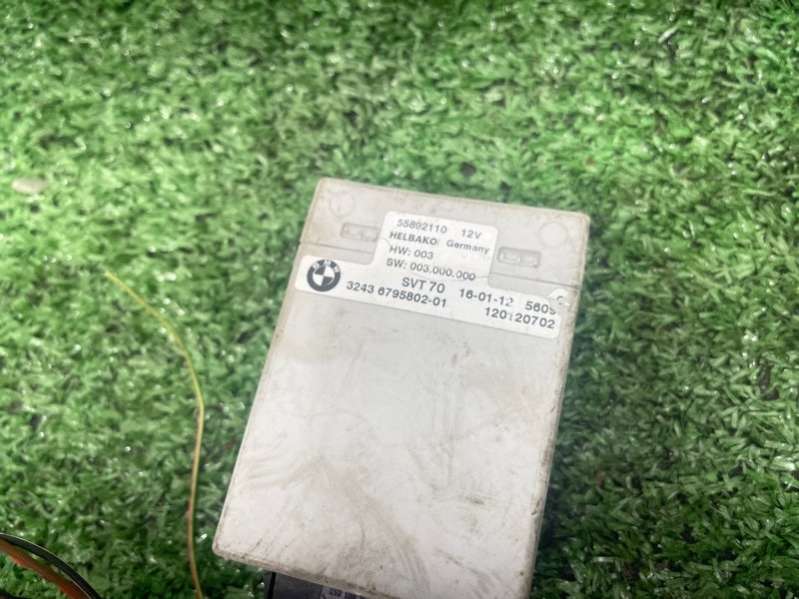 55892110 12V
HELBAKO Germany
HW: 003
SW: 003.000.000
SVT 70 16-01-12 5609
3243 6795802-01 120120702